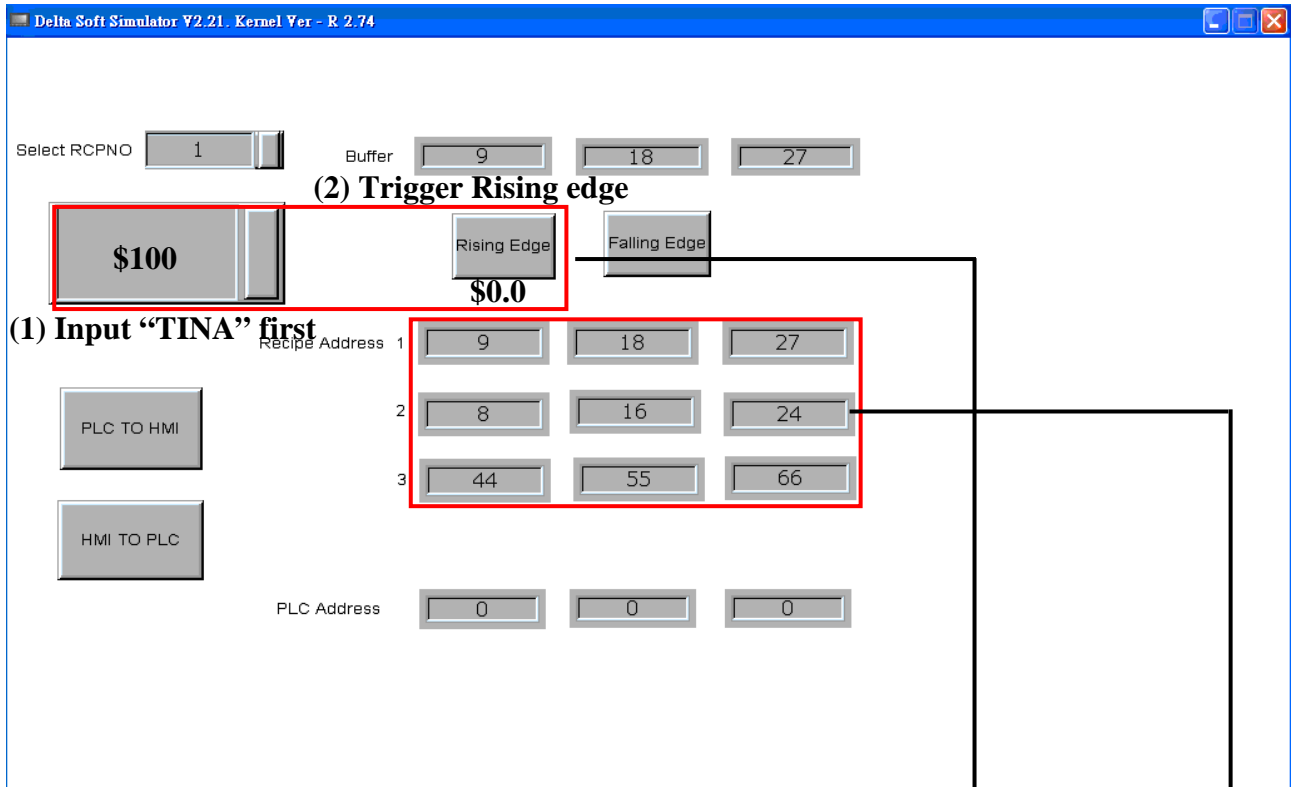 Delta Soft Simulator V2.21. Kernel Ver - R 2.74
Select RCPNO 1 Buffer 9 18 27
(2) Trigger Rising edge
$100 Rising Edge Falling Edge
$0.0
(1) Input “TINA” first
Recipe Address 1 9 18 27
2 8 16 24
PLC TO HMI
3 44 55 66
HMI TO PLC
PLC Address 0 0 0